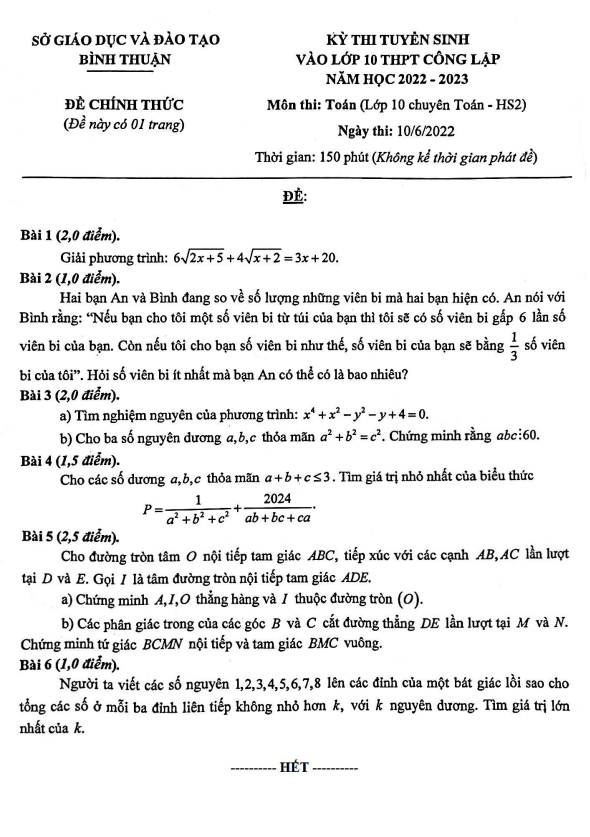 SỞ GIÁO DỤC VÀ ĐÀO TẠO
BÌNH THUẬN
ĐỀ CHÍNH THỨC
(Đề này có 01 trang)
KỲ THI TUYỂN SINH
VÀO LỚP 10 THPT CÔNG LẬP
NĂM HỌC 2022 - 2023
Môn thi: Toán (Lớp 10 chuyên Toán - HS2)
Ngày thi: 10/6/2022
Thời gian: 150 phút (Không kể thời gian phát đề)
ĐỀ:
Bài 1 (2,0 điểm).
Giải phương trình: 6√(2x+5) + 4√(x+2) = 3x + 20.
Bài 2 (1,0 điểm).
Hai bạn An và Bình đang so về số lượng những viên bi mà hai bạn hiện có. An nói với
Bình rằng: “Nếu bạn cho tôi một số viên bi từ túi của bạn thì tôi sẽ có số viên bi gấp 6 lần số
viên bi của bạn. Còn nếu tôi cho bạn số viên bi như thế, số viên bi của bạn sẽ bằng 1/3 số viên
bi của tôi”. Hỏi số viên bi ít nhất mà bạn An có thể có là bao nhiêu?
Bài 3 (2,0 điểm).
a) Tìm nghiệm nguyên của phương trình: x⁴ + x² − y² − y + 4 = 0.
b) Cho ba số nguyên dương a,b,c thỏa mãn a² + b² = c². Chứng minh rằng abc⋮60.
Bài 4 (1,5 điểm).
Cho các số dương a,b,c thỏa mãn a + b + c ≤ 3. Tìm giá trị nhỏ nhất của biểu thức
P = 1/(a² + b² + c²) + 2024/(ab + bc + ca).
Bài 5 (2,5 điểm).
Cho đường tròn tâm O nội tiếp tam giác ABC, tiếp xúc với các cạnh AB, AC lần lượt
tại D và E. Gọi I là tâm đường tròn nội tiếp tam giác ADE.
a) Chứng minh A,I,O thẳng hàng và I thuộc đường tròn (O).
b) Các phân giác trong của các góc B và C cắt đường thẳng DE lần lượt tại M và N.
Chứng minh tứ giác BCMN nội tiếp và tam giác BMC vuông.
Bài 6 (1,0 điểm).
Người ta viết các số nguyên 1,2,3,4,5,6,7,8 lên các đỉnh của một bát giác lồi sao cho
tổng các số ở mỗi ba đỉnh liên tiếp không nhỏ hơn k, với k nguyên dương. Tìm giá trị lớn
nhất của k.
---------- HẾT ----------